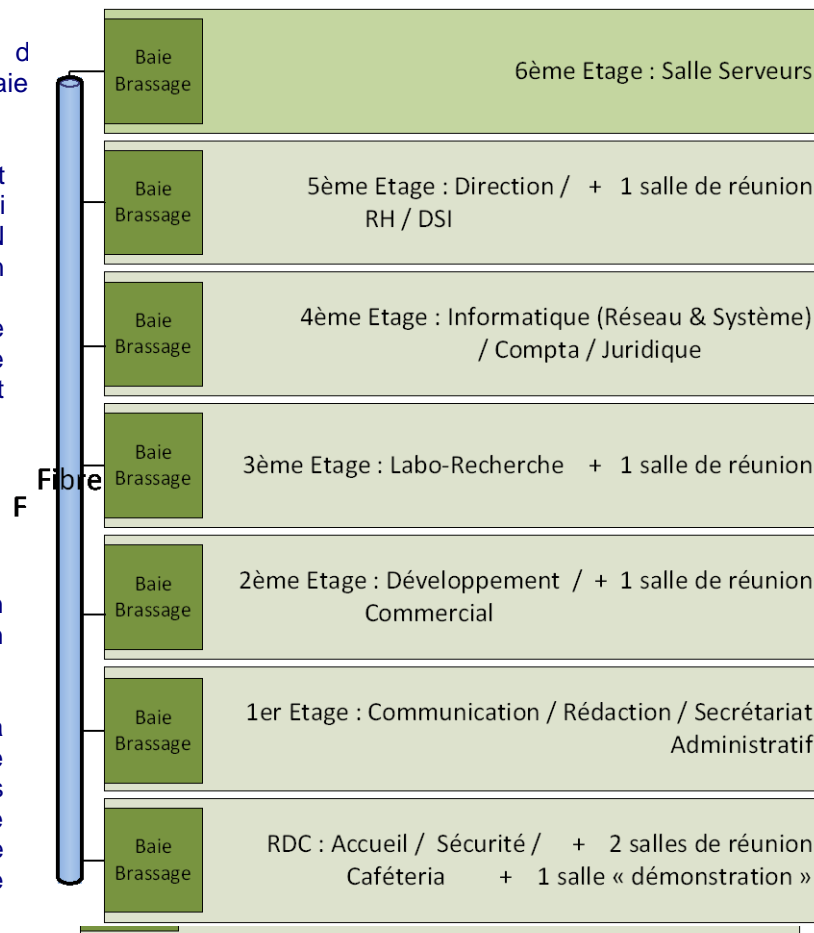 d
aie
Baie
Brassage
6ème Etage : Salle Serveurs
t
i
Baie
Brassage
5ème Etage : Direction / + 1 salle de réunion
RH / DSI
n
e
e
t
Baie
Brassage
4ème Etage : Informatique (Réseau & Système)
/ Compta / Juridique
Fibre
F
Baie
Brassage
3ème Etage : Labo-Recherche + 1 salle de réunion
n
n
Baie
Brassage
2ème Etage : Développement / + 1 salle de réunion
Commercial
a
e
s
e
e
e
Baie
Brassage
1er Etage : Communication / Rédaction / Secrétariat
Administratif
Baie
Brassage
RDC : Accueil / Sécurité / + 2 salles de réunion
Caféteria + 1 salle « démonstration »